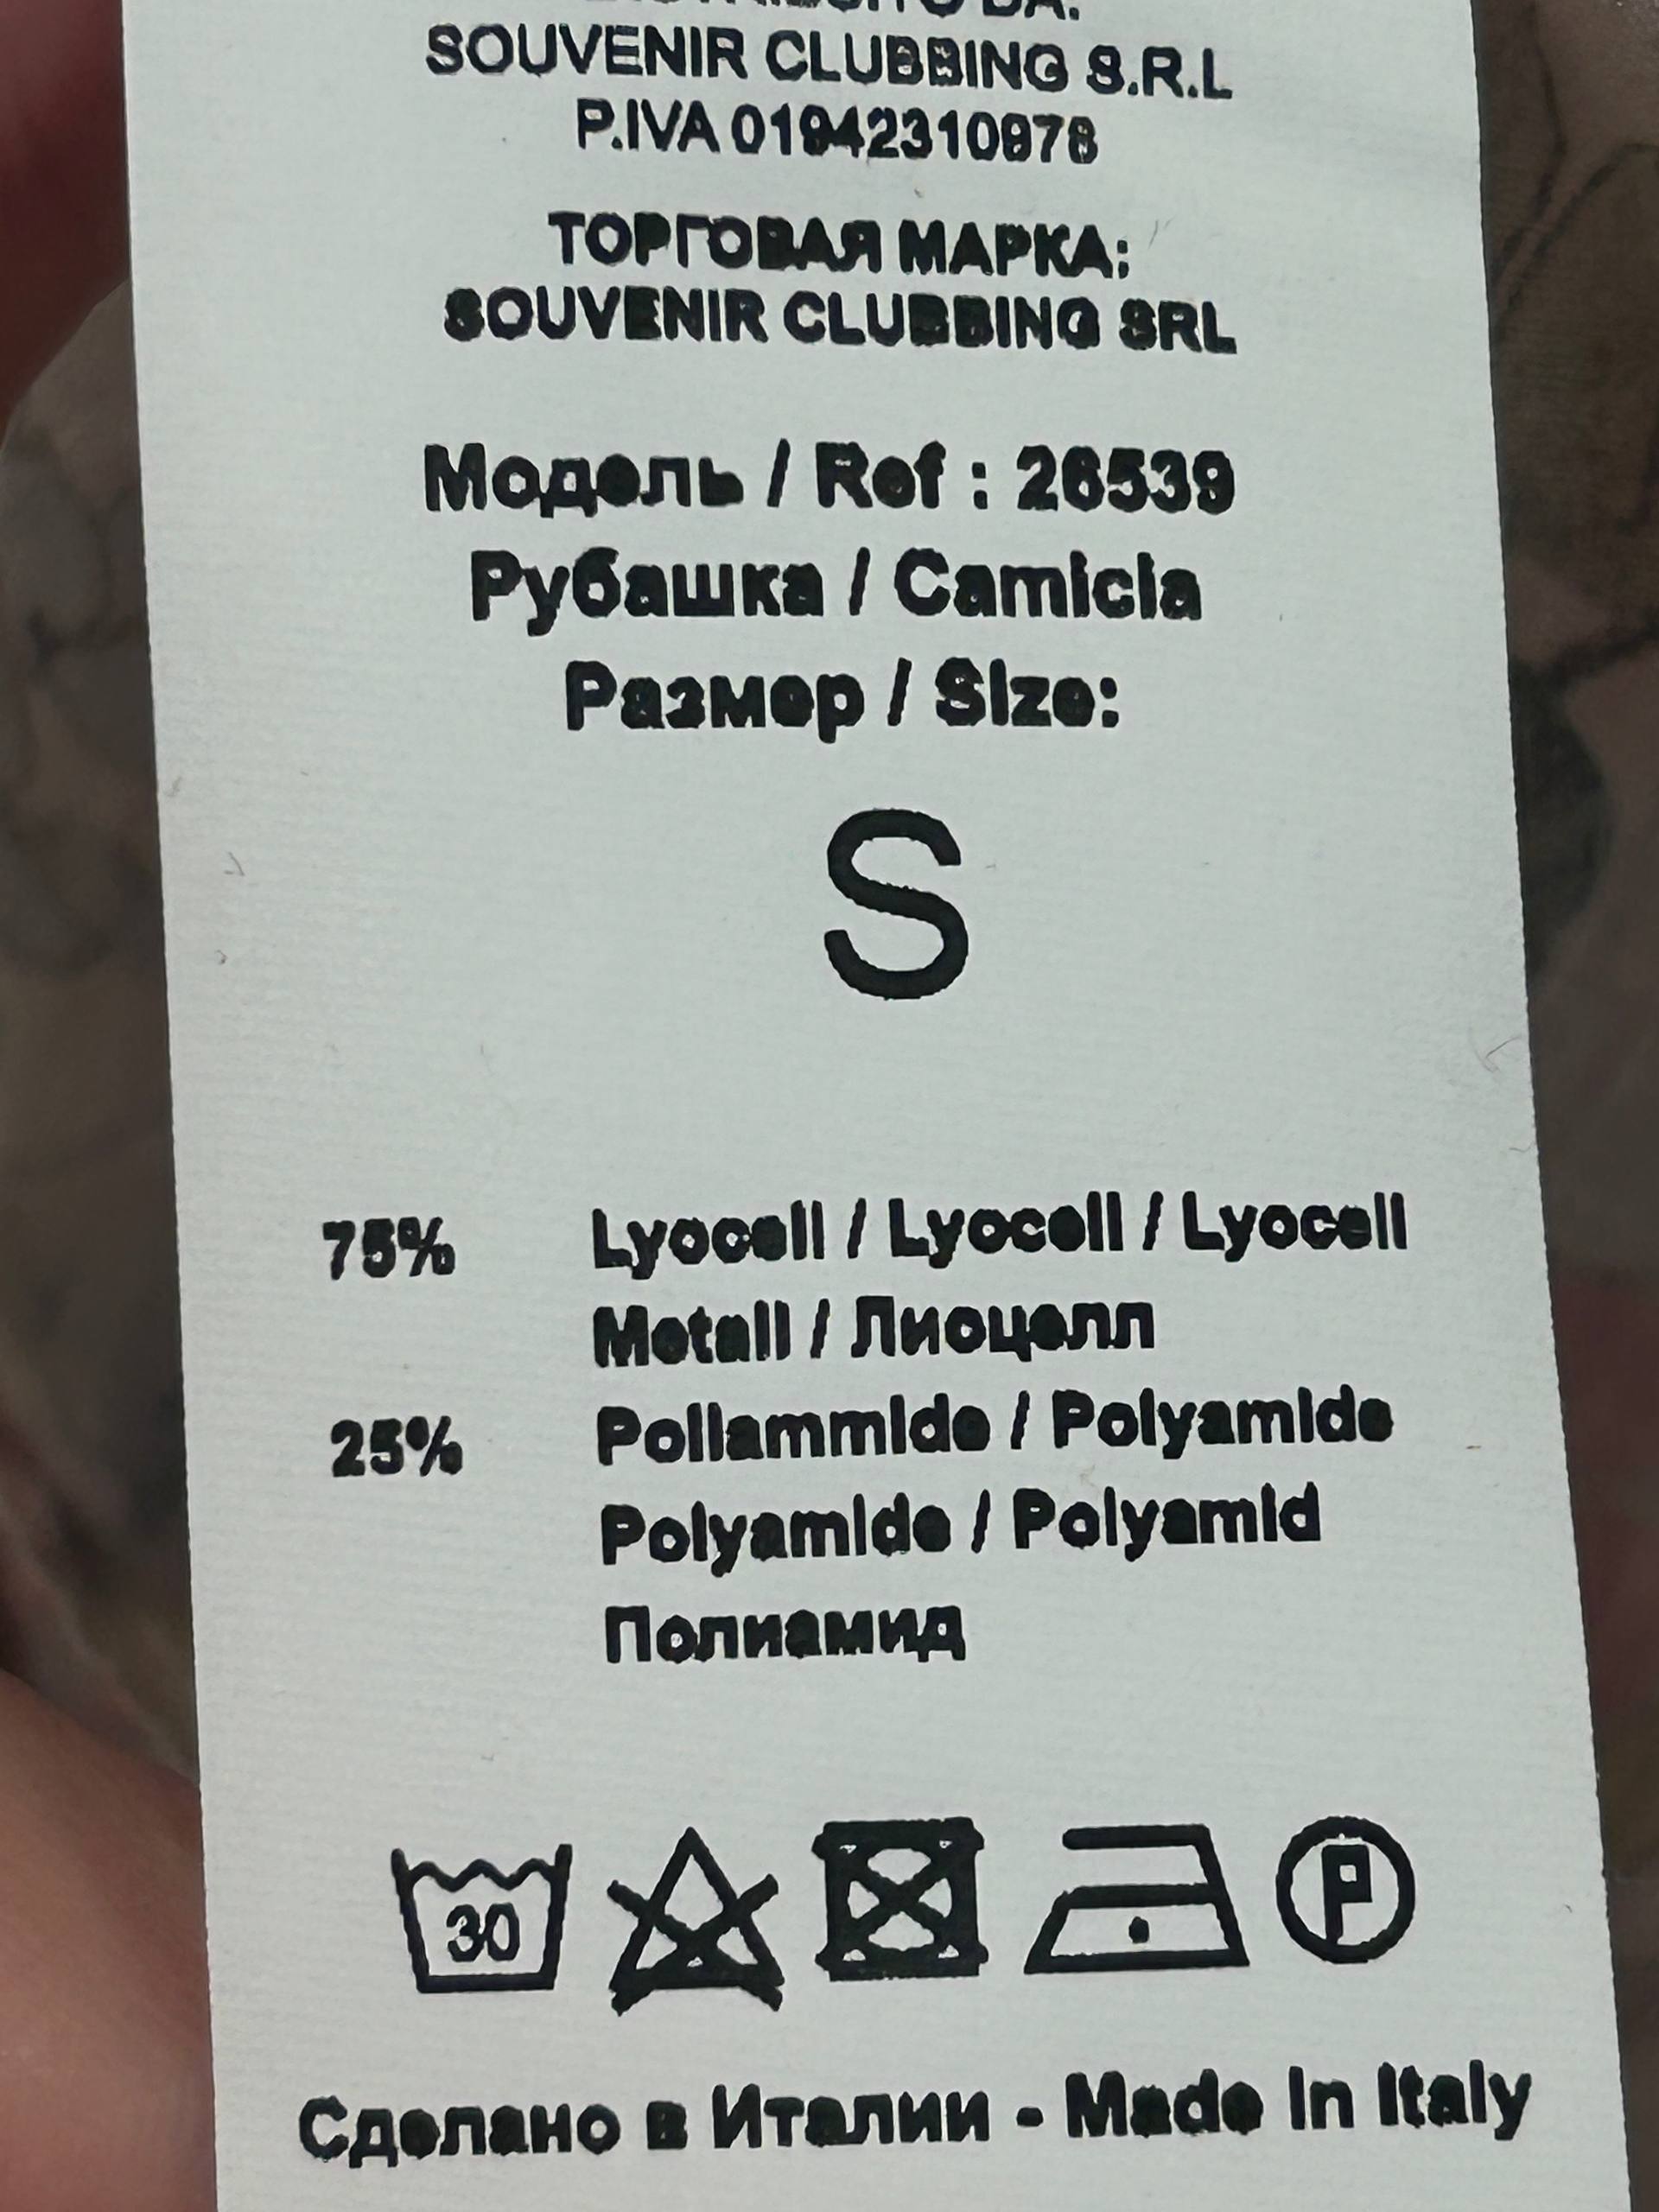 SOUVENIR CLUBBING S.R.L
P.IVA 01942310978
ТОРГОВАЯ МАРКА:
SOUVENIR CLUBBING SRL
Модель / Ref : 26539
Рубашка / Camicia
Размер / Size:
S
75% Lyocell / Lyocell / Lyocell
Metall / Лиоцелл
25% Poliammide / Polyamide
Polyamide / Polyamid
Полиамид
30 P
Сделано в Италии - Made In Italy